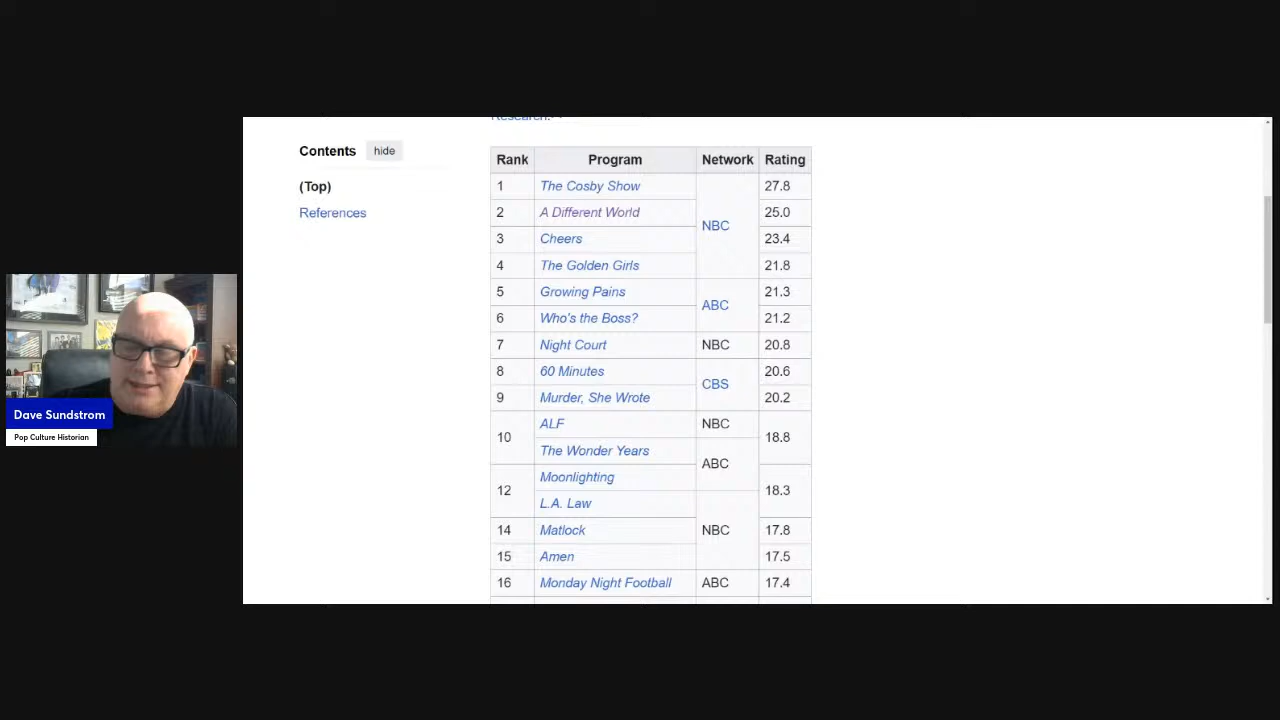 Contents hide
(Top)
References
Rank Program Network Rating
1 The Cosby Show 27.8
2 A Different World 25.0
NBC
3 Cheers 23.4
4 The Golden Girls 21.8
5 Growing Pains 21.3
ABC
6 Who's the Boss? 21.2
7 Night Court NBC 20.8
8 60 Minutes 20.6
CBS
9 Murder, She Wrote 20.2
ALF NBC
10 18.8
The Wonder Years
ABC
Moonlighting
12 18.3
L.A. Law
14 Matlock NBC 17.8
15 Amen 17.5
16 Monday Night Football ABC 17.4
Dave Sundstrom
Pop Culture Historian